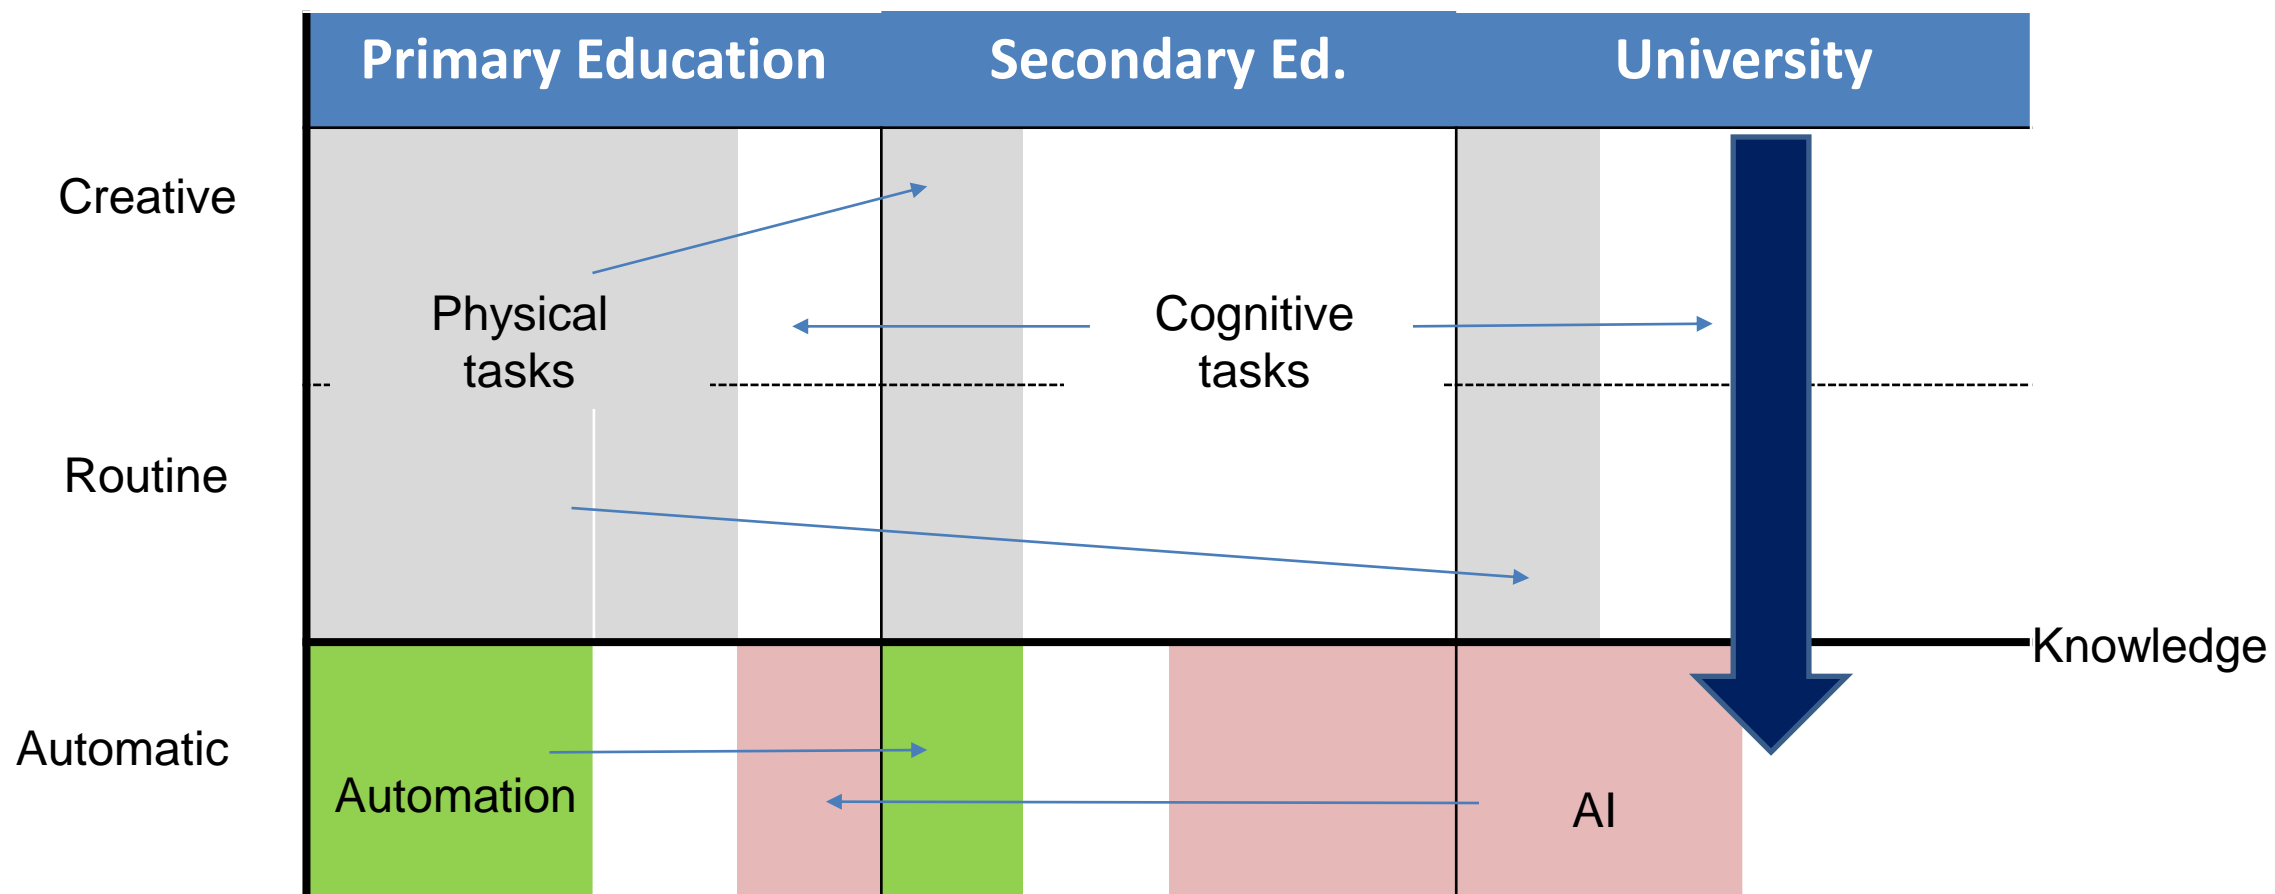 Primary Education
Secondary Ed.
University
Creative
Physical
tasks
Cognitive
tasks
Routine
Knowledge
Automatic
Automation
AI